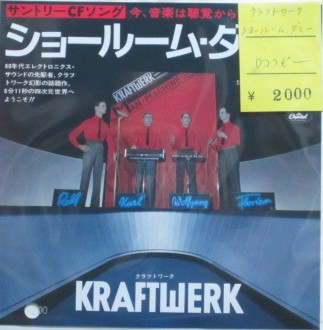 サントリーCFソング
今、音楽は聴覚から
ショールーム・ダ
80年代エレクトロニクス・
サウンドの先駆者、クラフ
トワーク幻影の話題作。
6分11秒の四次元世界へ
ようこそ!!
クラフトワーク
ショールームダミー
¥ 2000
KRAFTWERK
Capitol
Ralf
Karl
Wolfgang
Florian
クラフトワーク
KRAFTWERK